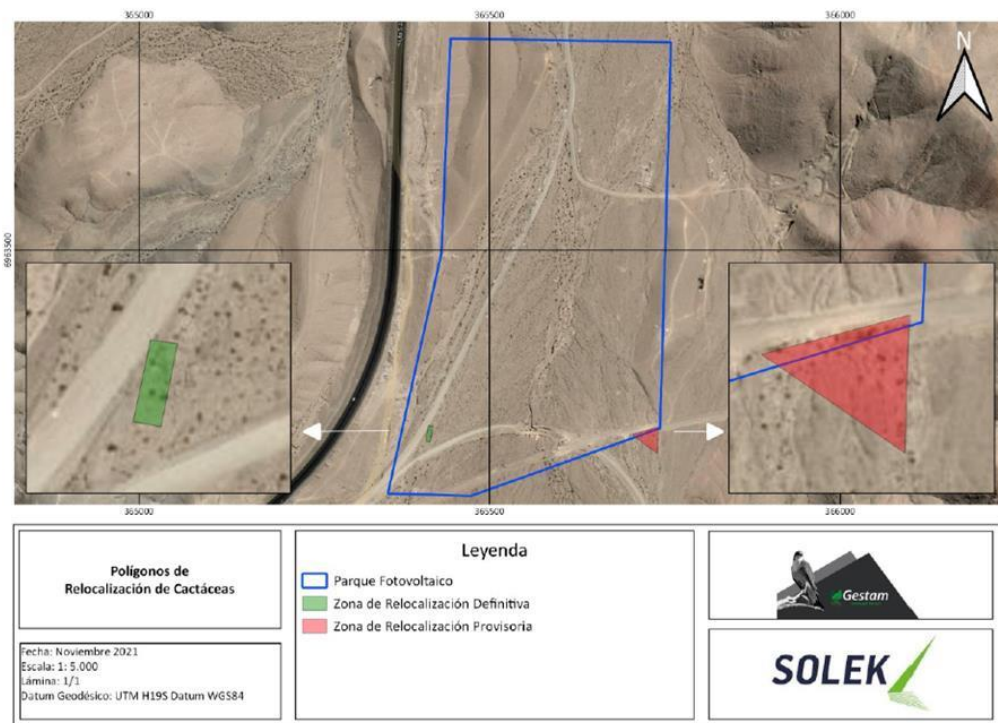 365000
365500
366000
N
6963500
365000
365500
366000
Polígonos de
Relocalización de Cactáceas
Fecha: Noviembre 2021
Escala: 1: 5.000
Lámina: 1/1
Datum Geodésico: UTM H19S Datum WGS84
Leyenda
Parque Fotovoltaico
Zona de Relocalización Definitiva
Zona de Relocalización Provisoria
Gestam
SOLEK